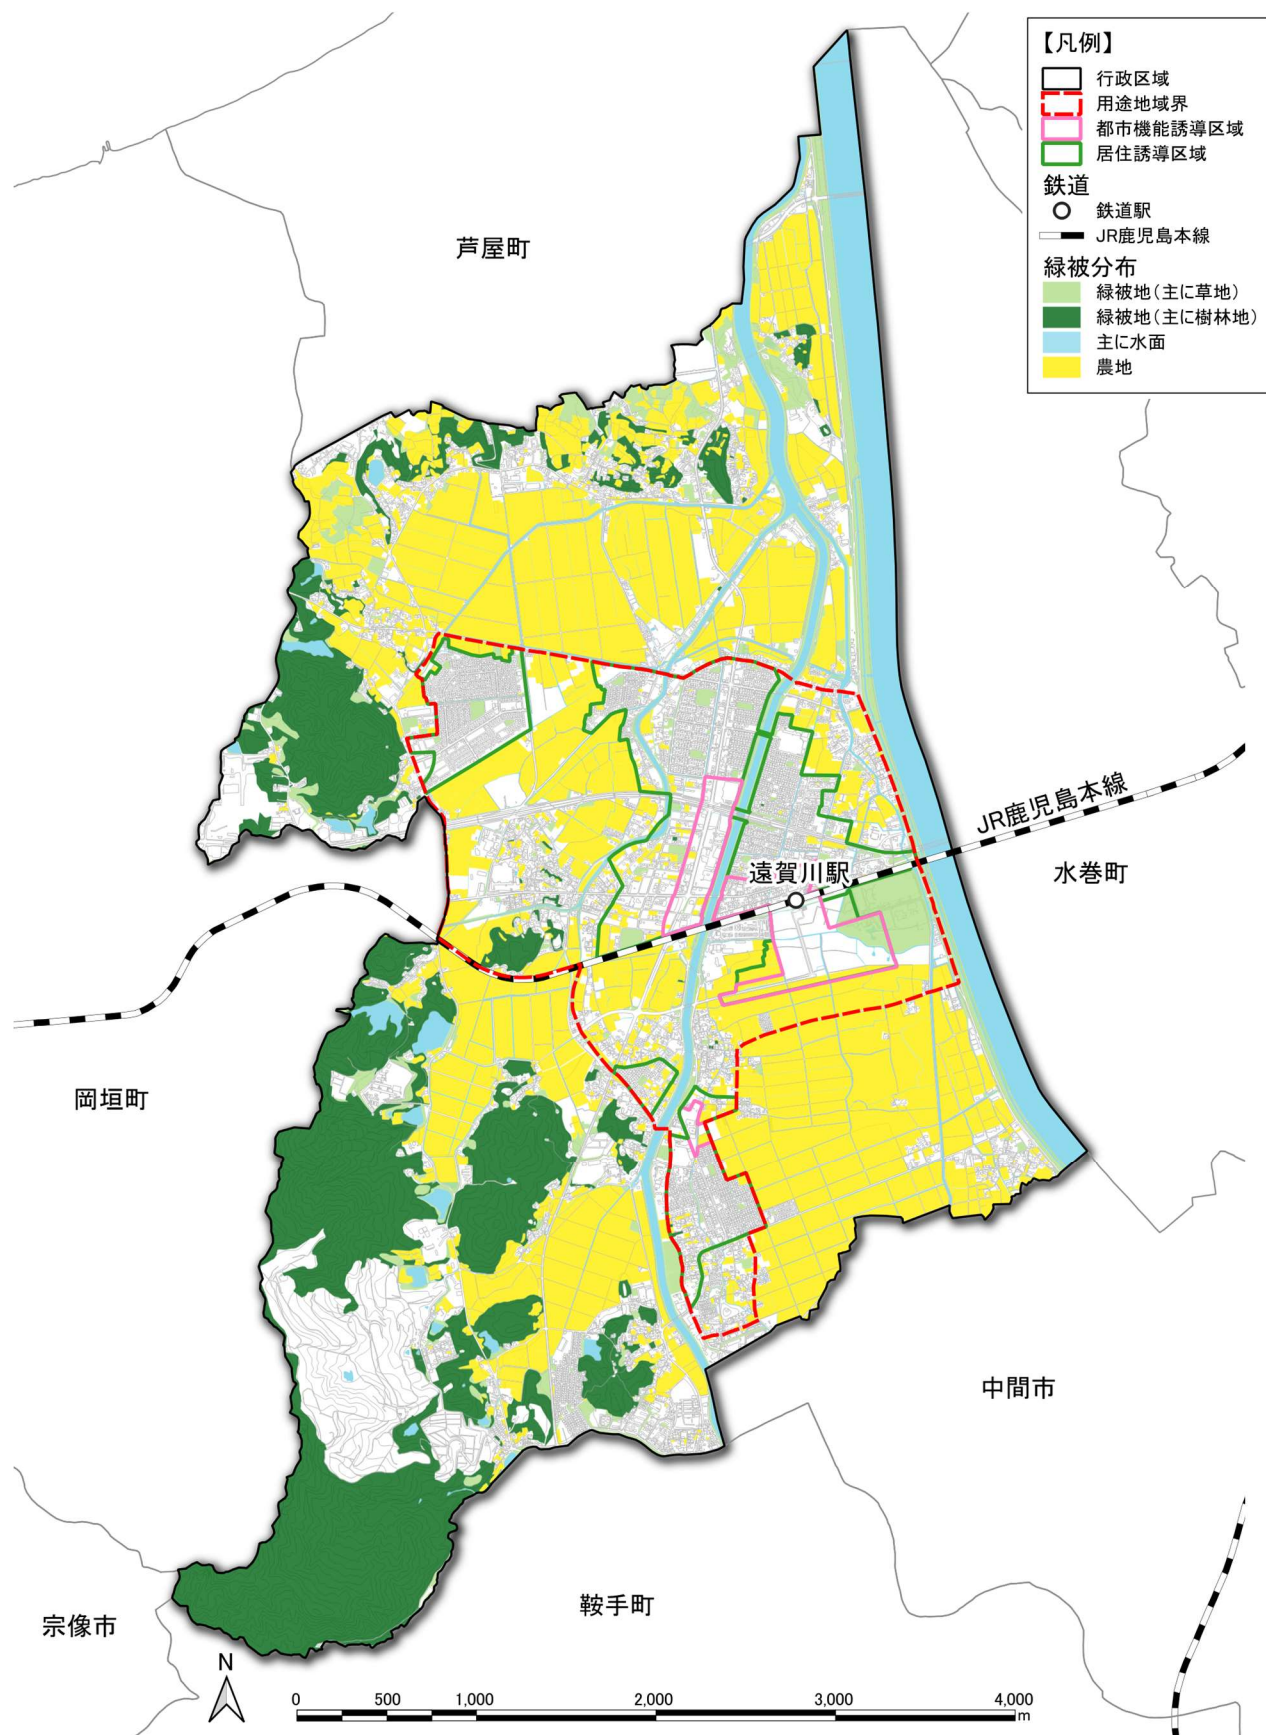 【凡例】
行政区域
用途地域界
都市機能誘導区域
居住誘導区域
鉄道
鉄道駅
JR鹿児島本線
緑被分布
緑被地(主に草地)
緑被地(主に樹林地)
主に水面
農地
芦屋町
JR鹿児島本線
遠賀川駅
水巻町
岡垣町
中間市
鞍手町
宗像市
N
0 500 1,000 2,000 3,000 4,000
m